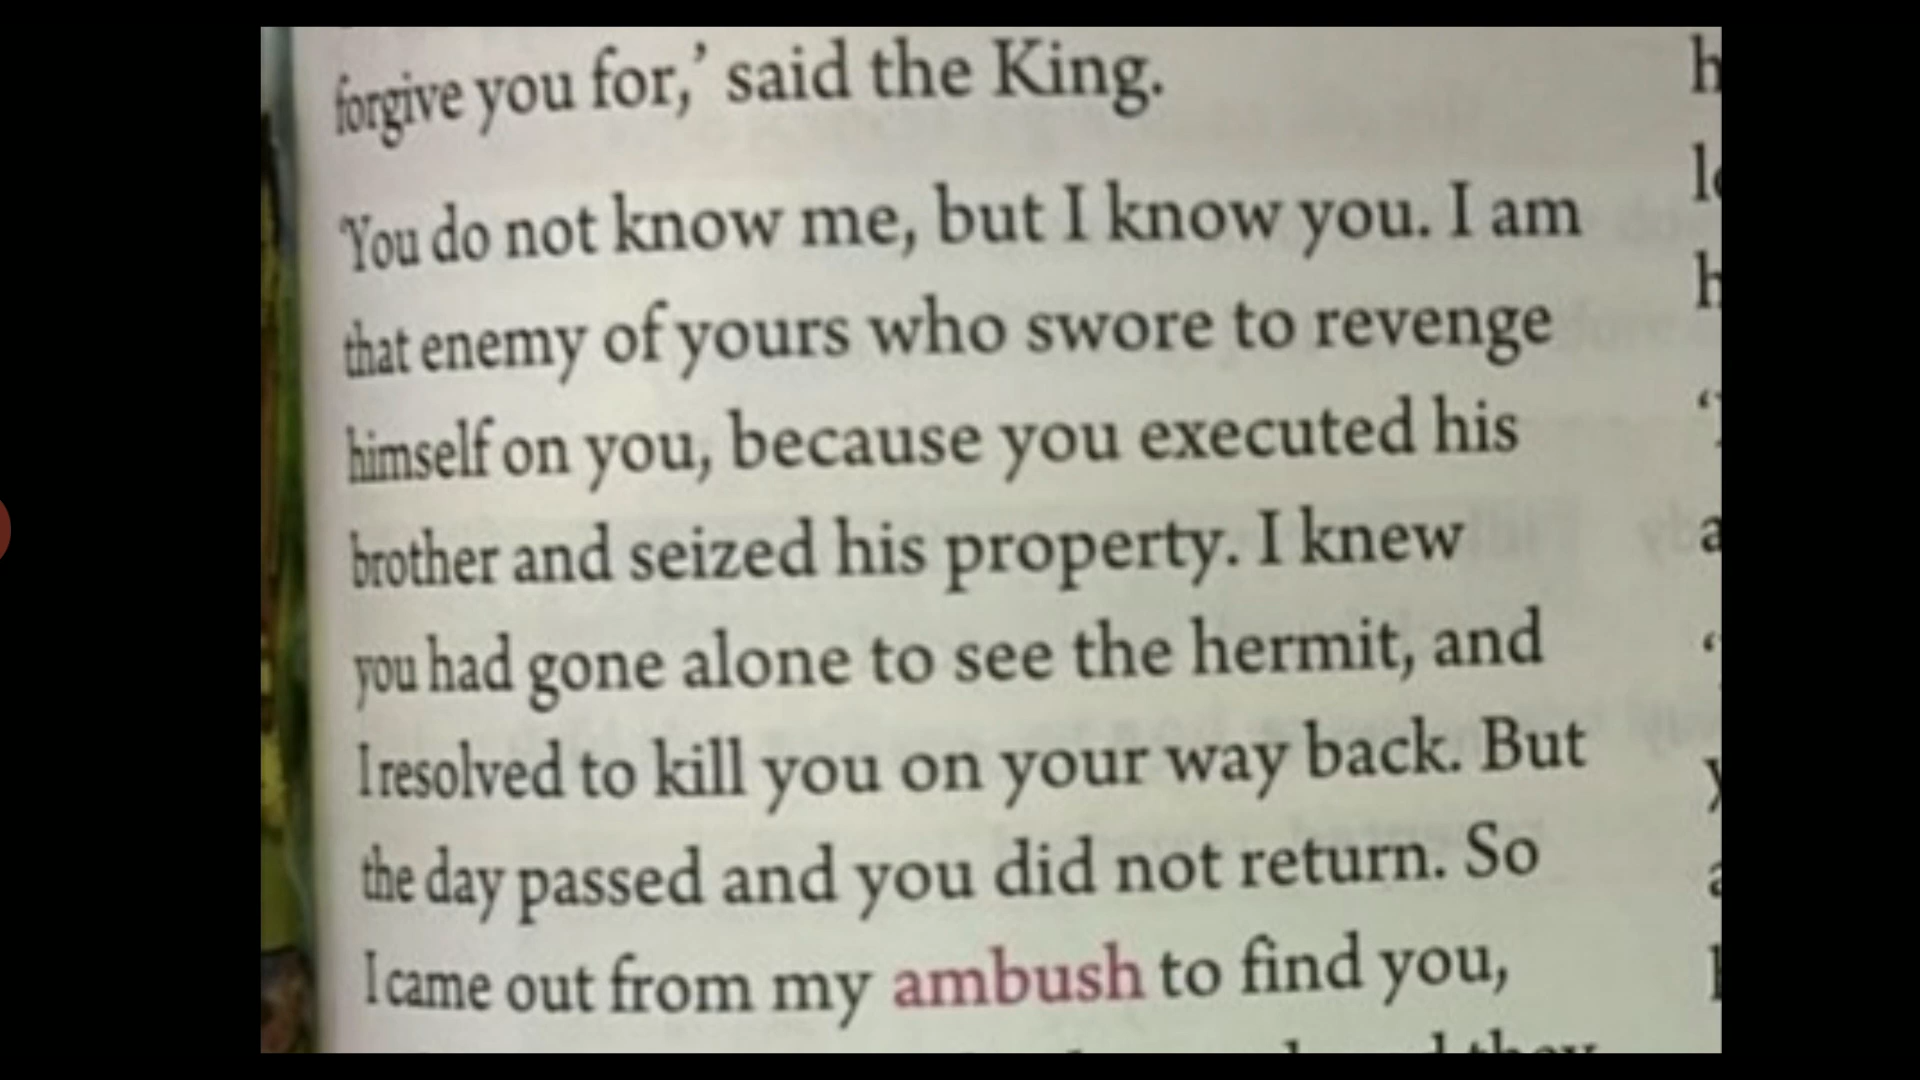 forgive you for,’ said the King.
‘You do not know me, but I know you. I am
that enemy of yours who swore to revenge
himself on you, because you executed his
brother and seized his property. I knew
you had gone alone to see the hermit, and
I resolved to kill you on your way back. But
the day passed and you did not return. So
I came out from my ambush to find you,